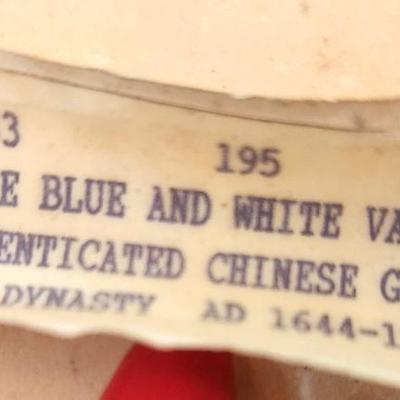 3 195
E BLUE AND WHITE VA
ENTICATED CHINESE G
DYNASTY AD 1644-1